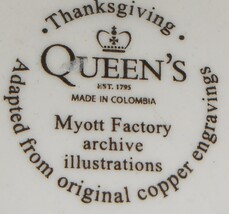 · Thanksgiving ·
QUEEN'S
EST. 1795
MADE IN COLOMBIA
Myott Factory
archive
illustrations
Adapted from original copper engravings